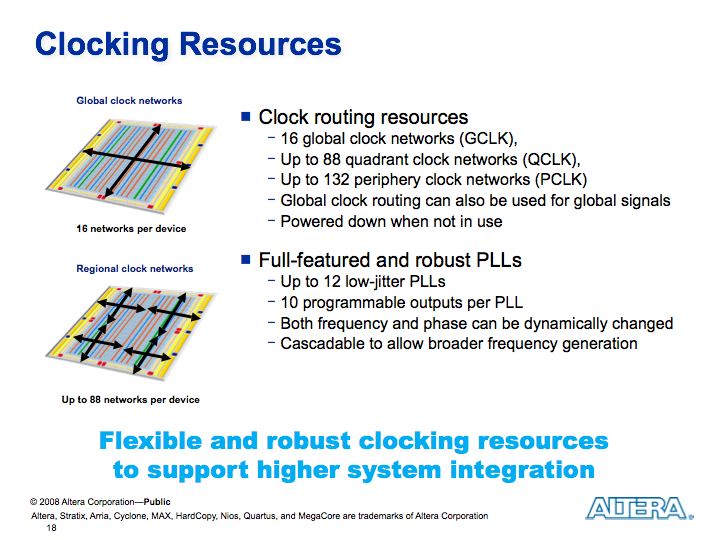 Clocking Resources
Global clock networks
16 networks per device
Regional clock networks
Up to 88 networks per device
■ Clock routing resources
− 16 global clock networks (GCLK),
− Up to 88 quadrant clock networks (QCLK),
− Up to 132 periphery clock networks (PCLK)
− Global clock routing can also be used for global signals
− Powered down when not in use
■ Full-featured and robust PLLs
− Up to 12 low-jitter PLLs
− 10 programmable outputs per PLL
− Both frequency and phase can be dynamically changed
− Cascadable to allow broader frequency generation
Flexible and robust clocking resources
to support higher system integration
© 2008 Altera Corporation—Public
Altera, Stratix, Arria, Cyclone, MAX, HardCopy, Nios, Quartus, and MegaCore are trademarks of Altera Corporation
18
ALTERA®